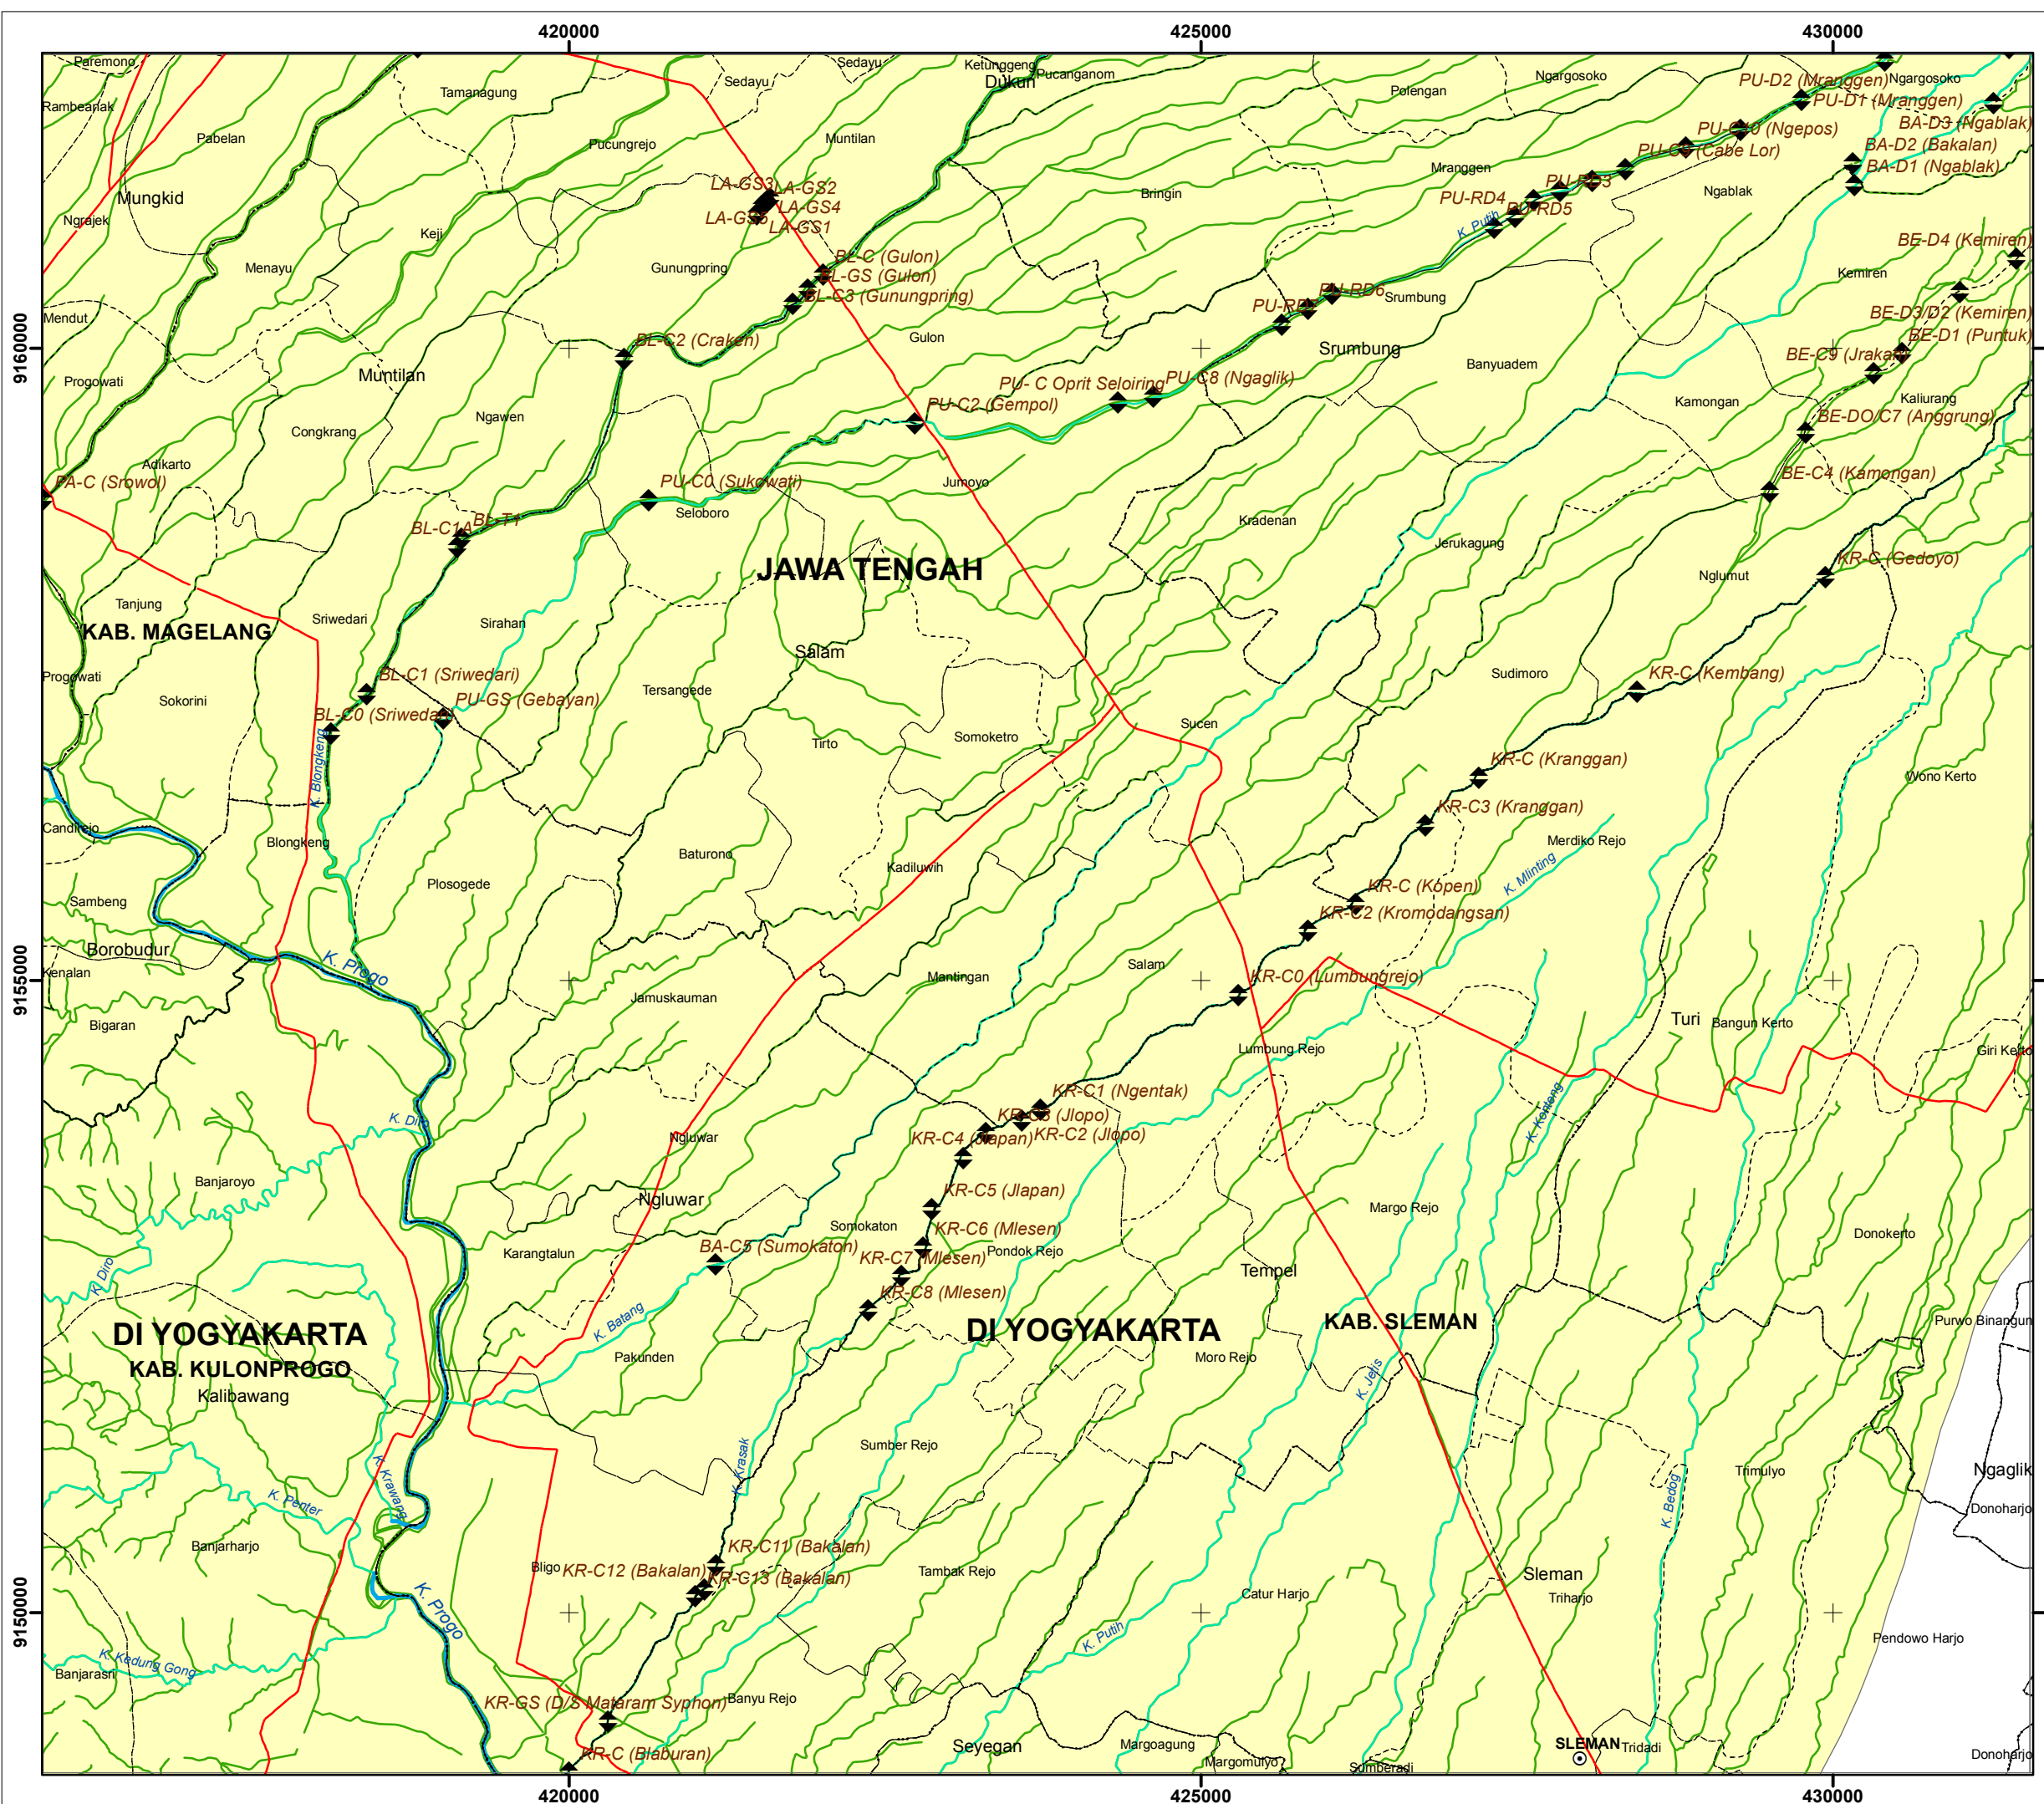 420000 425000 430000
Paremono
Sedayu
Sedayu
Ketunggeng
Dukun
Pucanganom
Ngargosoko
PU-D2 (Mranggen)
Ngargosoko
Rambeanak
Tamanagung
Polengan
PU-D1 (Mranggen)
Pabelan
Pucungrejo
Muntilan
PU-C10 (Ngepos)
BA-D3 (Ngablak)
PU-C9 (Cabe Lor)
BA-D2 (Bakalan)
Mranggen
BA-D1 (Ngablak)
LA-GS3
LA-GS2
PU-RD3
Ngablak
Mungkid
Bringin
PU-RD4
LA-GS4
PU-RD5
Ngrajek
LA-GS5
LA-GS1
K. Putih
Keji
BE-D4 (Kemiren)
Menayu
Gunungpring
BL-C (Gulon)
BL-GS (Gulon)
Kemiren
BL-C3 (Gunungpring)
PU-RD6
Srumbung
Mendut
BE-D3/D2 (Kemiren)
Gulon
BE-D1 (Puntuk)
9160000
BL-C2 (Craken)
Srumbung
BE-C9 (Jrakah)
Banyuadem
Progowati
Muntilan
PU- C Oprit Seloiring
PU-C8 (Ngaglik)
Kamongan
Kaliurang
PU-C2 (Gempol)
Ngawen
BE-DO/C7 (Anggrung)
Congkrang
Adikarto
PA-C (Srowol)
PU-C0 (Sukowati)
Jumoyo
BE-C4 (Kamongan)
Seloboro
Kradenan
BL-C1A
BL-T1
Jerukagung
KR-C (Gedoyo)
JAWA TENGAH
Nglumut
Tanjung
Sriwedari
Sirahan
KAB. MAGELANG
Salam
Progowati
BL-C1 (Sriwedari)
Sudimoro
KR-C (Kembang)
Sokorini
Tersangede
PU-GS (Gebayan)
BL-C0 (Sriwedari)
Sucen
K. Blongkeng
Tirto
Somoketro
KR-C (Kranggan)
Wono Kerto
KR-C3 (Kranggan)
Candirejo
Blongkeng
Merdiko Rejo
Baturono
Kadiluwih
K. Mlinting
Plosogede
KR-C (Kopen)
Sambeng
KR-C2 (Kromodangsan)
Borobudur
K. Progo
9155000
Kenalan
Salam
KR-C0 (Lumbungrejo)
Mantingan
Jamuskauman
Bigaran
Turi
Bangun Kerto
Lumbung Rejo
Giri Kerto
KR-C1 (Ngentak)
K. Konteng
K. Diro
KR-C3 (Jlopo)
KR-C2 (Jlopo)
KR-C4 (Jlapan)
Ngluwar
Banjaroyo
KR-C5 (Jlapan)
Ngluwar
Margo Rejo
Somokaton
KR-C6 (Mlesen)
Donokerto
Karangtalun
BA-C5 (Sumokaton)
Pondok Rejo
KR-C7 (Mlesen)
K. Diro
Tempel
KR-C8 (Mlesen)
K. Batang
DI YOGYAKARTA
DI YOGYAKARTA
KAB. SLEMAN
Purwo Binangun
KAB. KULONPROGO
Pakunden
Moro Rejo
K. Jetis
Kalibawang
Sumber Rejo
K. Krasak
Trimulyo
Ngaglik
K. Krawang
K. Penter
K. Bedog
Donoharjo
Banjarharjo
KR-C11 (Bakalan)
Bligo
KR-C12 (Bakalan)
KR-C13 (Bakalan)
Tambak Rejo
Sleman
Catur Harjo
Triharjo
9150000
K. Progo
K. Putih
Pendowo Harjo
K. Kedung Gong
Banjarasri
KR-GS (D/S Mataram Syphon)
Banyu Rejo
Seyegan
Margoagung
SLEMAN
Tridadi
KR-C (Blaburan)
Margomulyo
Sumberadi
Donoharjo
420000 425000 430000